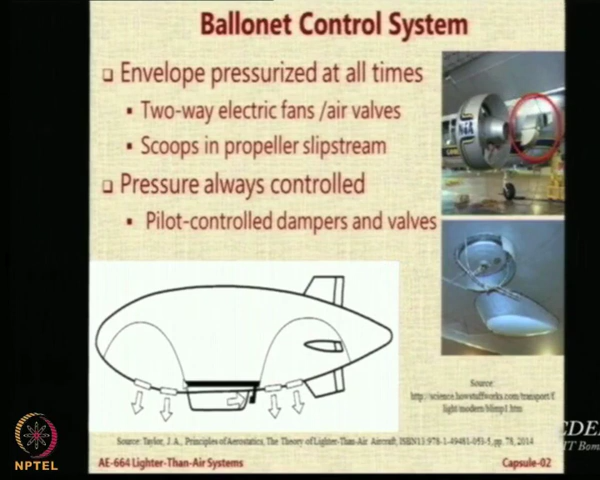 Ballonet Control System
Envelope pressurized at all times
Two-way electric fans /air valves
Scoops in propeller slipstream
Pressure always controlled
Pilot-controlled dampers and valves
Source:
http://science.howstuffworks.com/transport/f
light/modern/blimp1.htm
Source: Taylor, J. A., Principles of Aerostatics, The Theory of Lighter-Than-Air Aircraft, ISBN13:978-1-49481-053-5, pp. 78, 2014
AE-664 Lighter-Than-Air Systems
Capsule-02
NPTEL